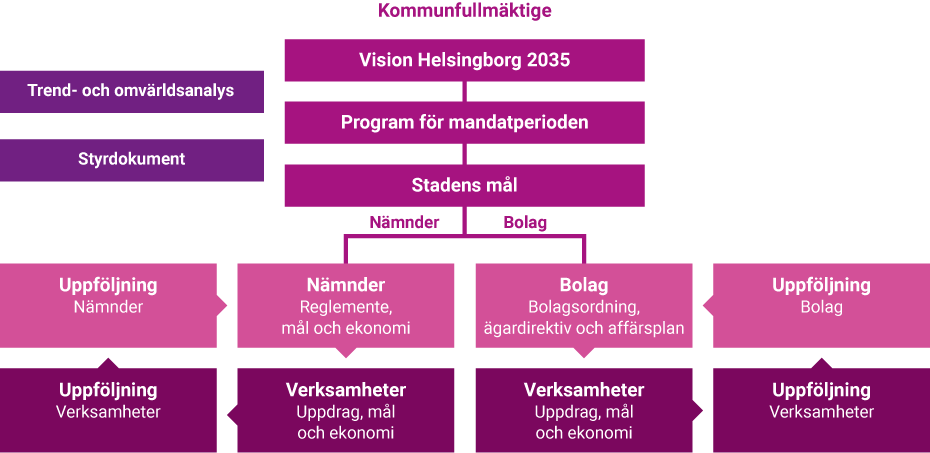 Kommunfullmäktige
Vision Helsingborg 2035
Trend- och omvärldsanalys
Program för mandatperioden
Styrdokument
Stadens mål
Nämnder
Bolag
Uppföljning
Nämnder
Nämnder
Reglemente,
mål och ekonomi
Bolag
Bolagsordning,
ägardirektiv och affärsplan
Uppföljning
Bolag
Uppföljning
Verksamheter
Verksamheter
Uppdrag, mål
och ekonomi
Verksamheter
Uppdrag, mål
och ekonomi
Uppföljning
Verksamheter